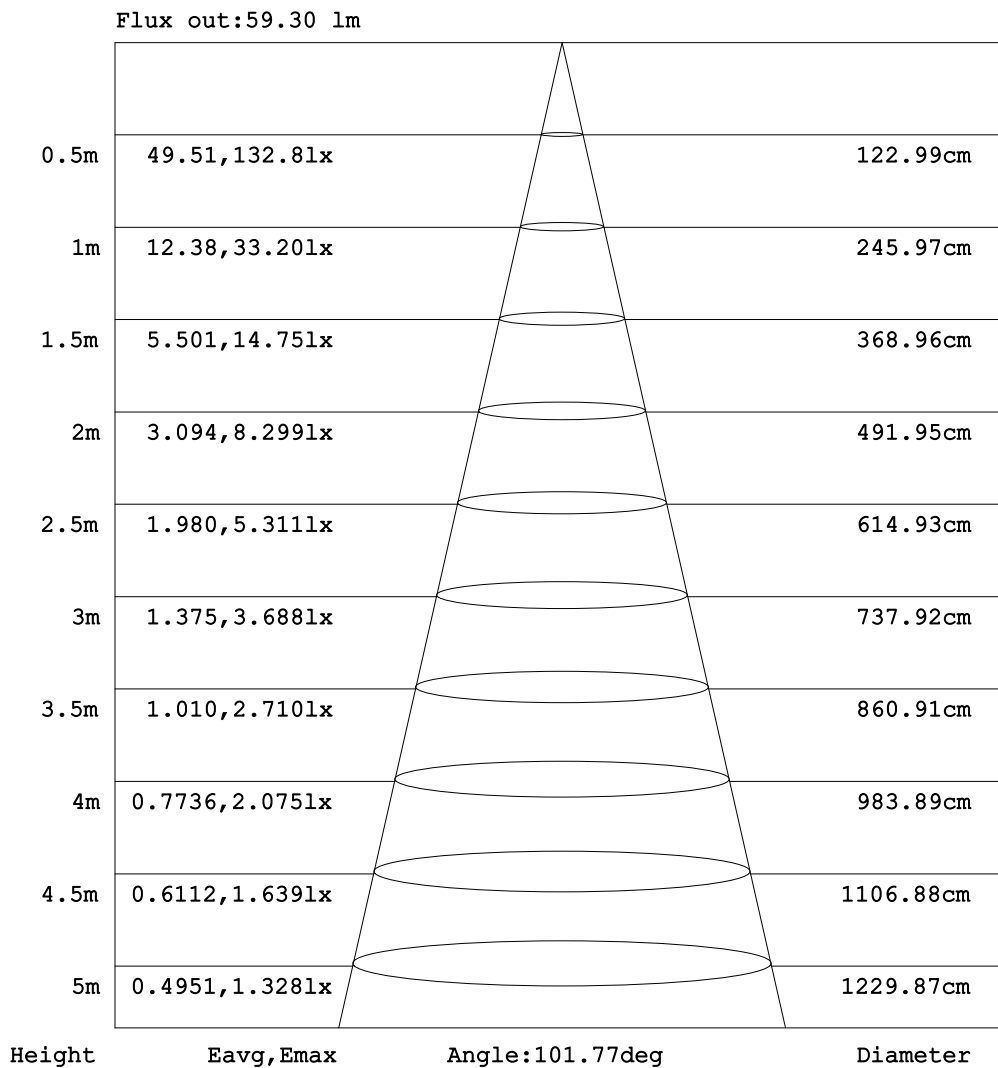 Flux out:59.30 lm
0.5m 49.51,132.8lx 122.99cm
1m 12.38,33.20lx 245.97cm
1.5m 5.501,14.75lx 368.96cm
2m 3.094,8.299lx 491.95cm
2.5m 1.980,5.311lx 614.93cm
3m 1.375,3.688lx 737.92cm
3.5m 1.010,2.710lx 860.91cm
4m 0.7736,2.075lx 983.89cm
4.5m 0.6112,1.639lx 1106.88cm
5m 0.4951,1.328lx 1229.87cm
Height Eavg,Emax Angle:101.77deg Diameter